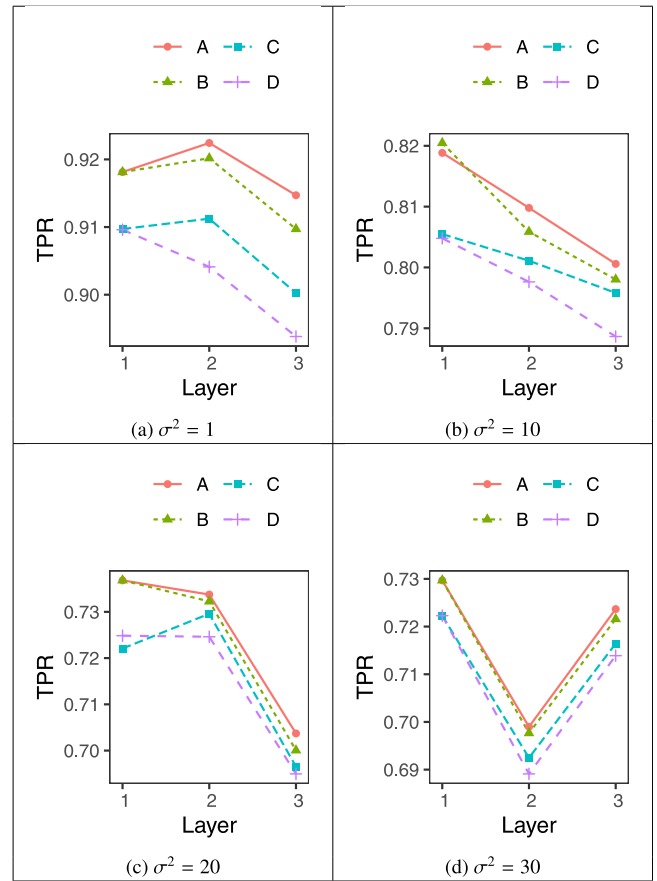 A C
B D
0.92
0.91
0.90
TPR
1 2 3
Layer
(a) σ² = 1
A C
B D
0.82
0.81
0.80
0.79
TPR
1 2 3
Layer
(b) σ² = 10
A C
B D
0.73
0.72
0.71
0.70
TPR
1 2 3
Layer
(c) σ² = 20
A C
B D
0.73
0.72
0.71
0.70
0.69
TPR
1 2 3
Layer
(d) σ² = 30